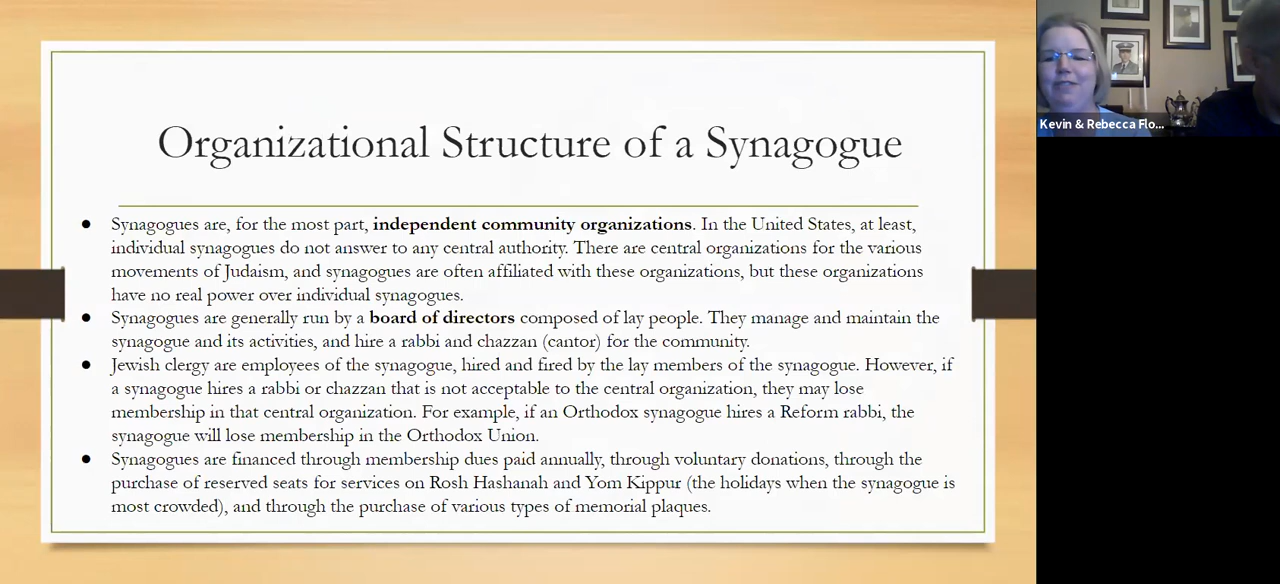 Organizational Structure of a Synagogue
● Synagogues are, for the most part, independent community organizations. In the United States, at least,
individual synagogues do not answer to any central authority. There are central organizations for the various
movements of Judaism, and synagogues are often affiliated with these organizations, but these organizations
have no real power over individual synagogues.
● Synagogues are generally run by a board of directors composed of lay people. They manage and maintain the
synagogue and its activities, and hire a rabbi and chazzan (cantor) for the community.
● Jewish clergy are employees of the synagogue, hired and fired by the lay members of the synagogue. However, if
a synagogue hires a rabbi or chazzan that is not acceptable to the central organization, they may lose
membership in that central organization. For example, if an Orthodox synagogue hires a Reform rabbi, the
synagogue will lose membership in the Orthodox Union.
● Synagogues are financed through membership dues paid annually, through voluntary donations, through the
purchase of reserved seats for services on Rosh Hashanah and Yom Kippur (the holidays when the synagogue is
most crowded), and through the purchase of various types of memorial plaques.
Kevin & Rebecca Flo...